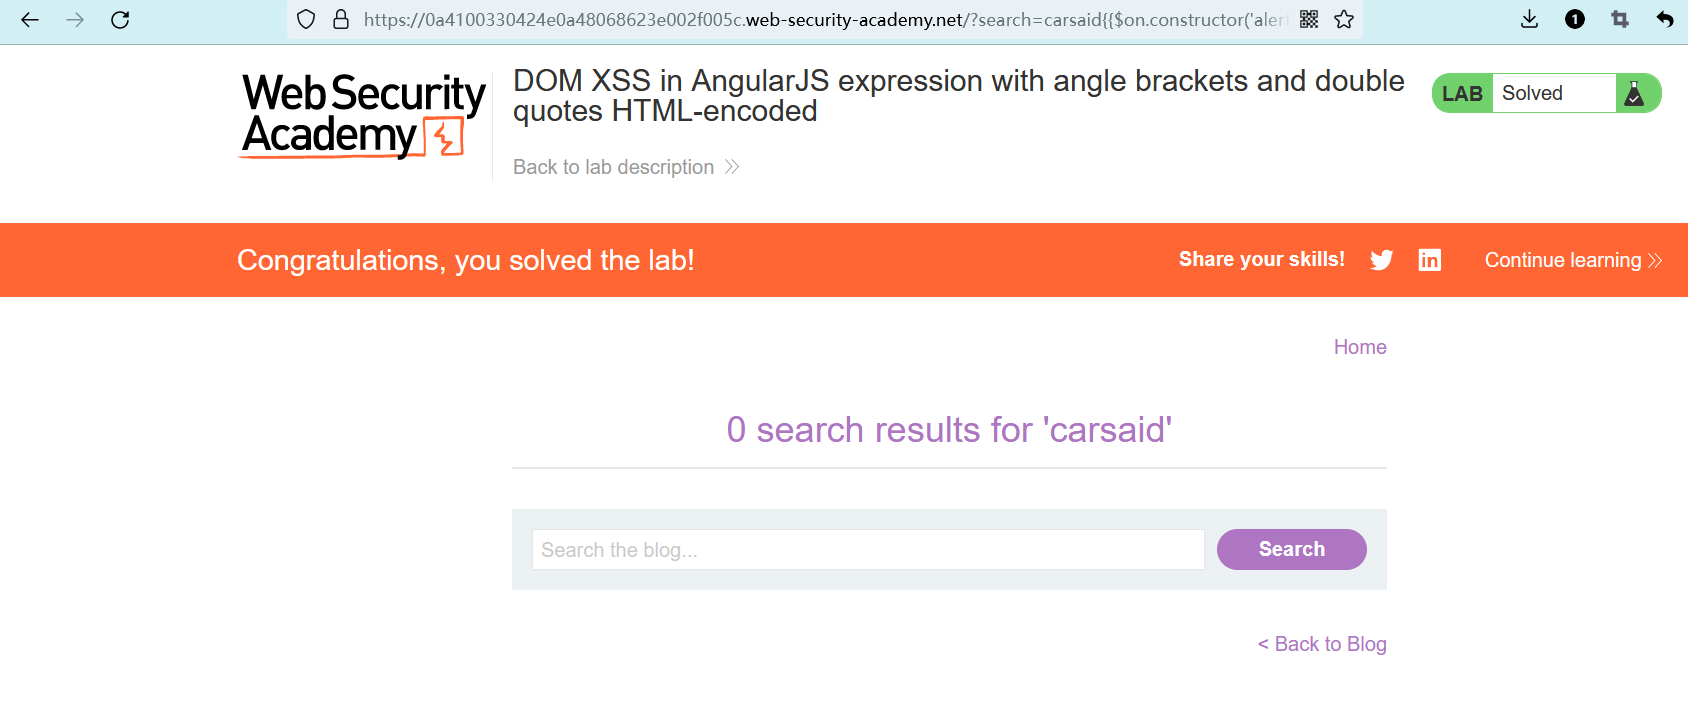 https://0a4100330424e0a48068623e002f005c.web-security-academy.net/?search=carsaid{{$on.constructor('aler
1
Web Security
Academy
DOM XSS in AngularJS expression with angle brackets and double
quotes HTML-encoded
LAB Solved
Back to lab description
Congratulations, you solved the lab!
Share your skills!
in
Continue learning
Home
0 search results for 'carsaid'
Search the blog...
Search
< Back to Blog